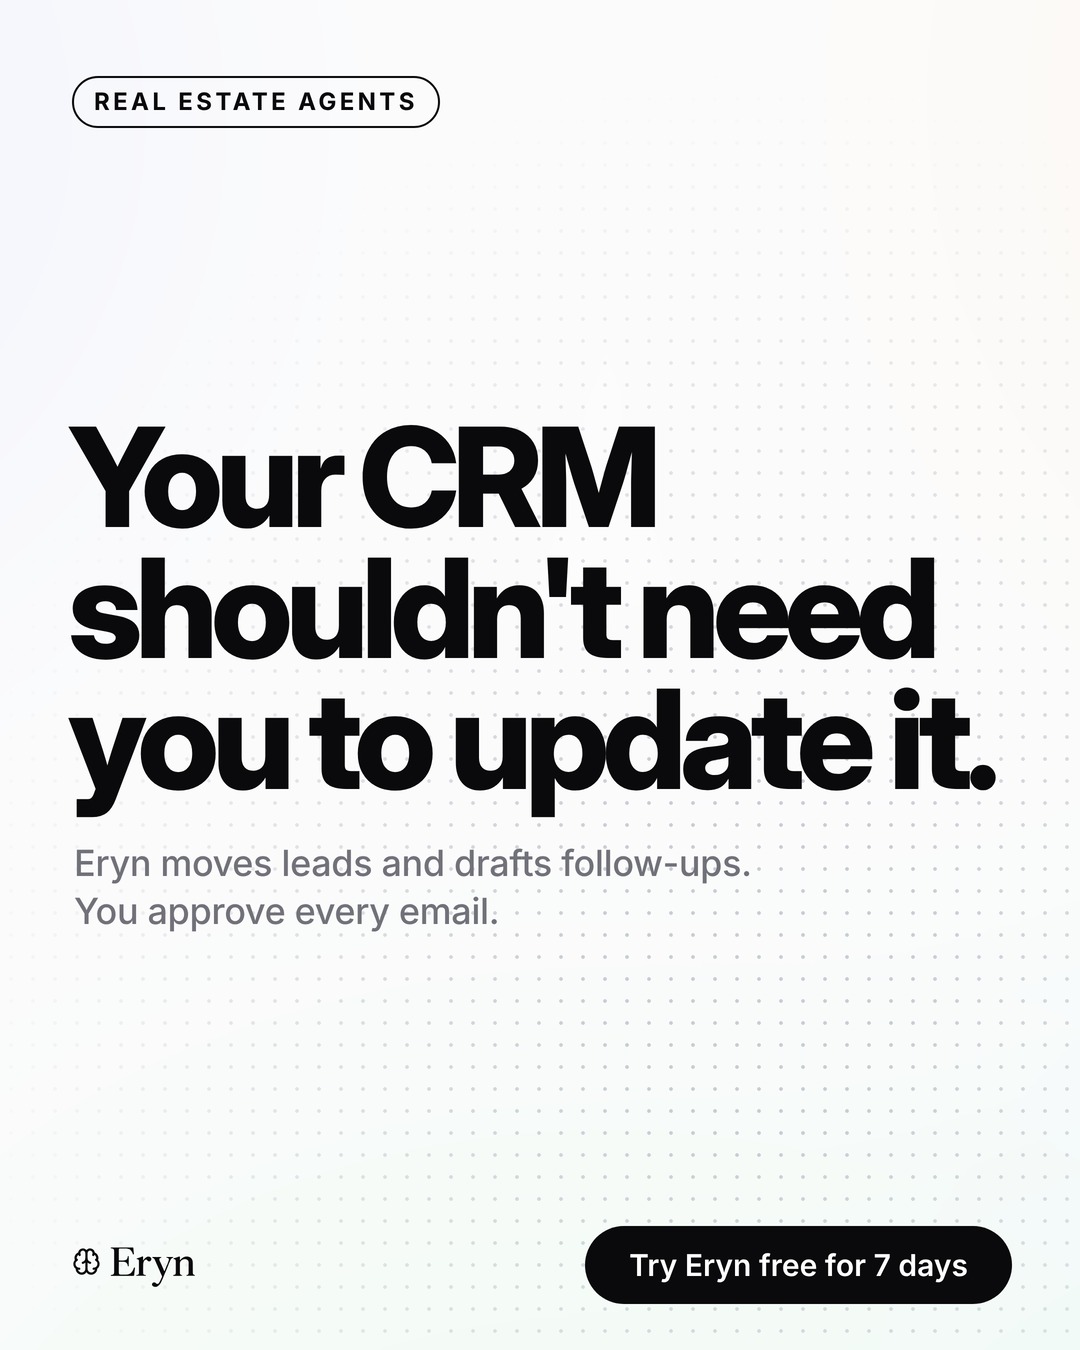 REAL ESTATE AGENTS
Your CRM
shouldn't need
you to update it.
Eryn moves leads and drafts follow-ups.
You approve every email.
Eryn
Try Eryn free for 7 days